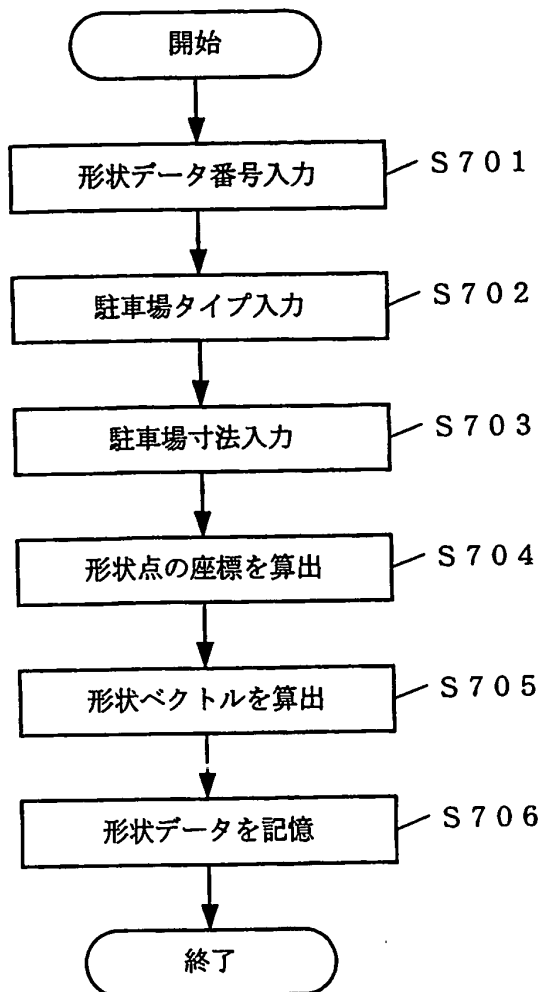 開始
形状データ番号入力
S701
駐車場タイプ入力
S702
駐車場寸法入力
S703
形状点の座標を算出
S704
形状ベクトルを算出
S705
形状データを記憶
S706
終了